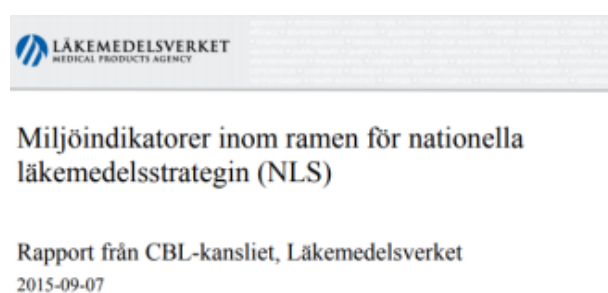 LÄKEMEDELSVERKET
MEDICAL PRODUCTS AGENCY
Miljöindikatorer inom ramen för nationella
läkemedelsstrategin (NLS)
Rapport från CBL-kansliet, Läkemedelsverket
2015-09-07